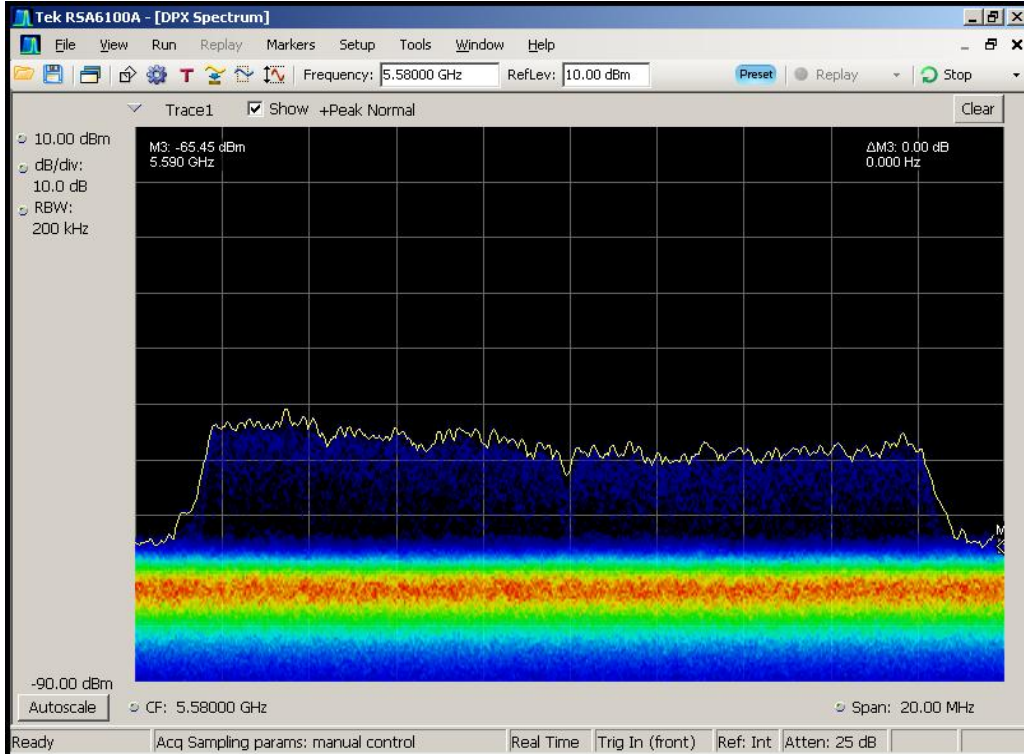 Tek RSA6100A - [DPX Spectrum]
File View Run Replay Markers Setup Tools Window Help
T Frequency: 5.58000 GHz RefLev: 10.00 dBm Preset Replay Stop
Trace1 Show +Peak Normal Clear
10.00 dBm
dB/div:
10.0 dB
RBW:
200 kHz
M3: -65.45 dBm
5.590 GHz
ΔM3: 0.00 dB
0.000 Hz
M
-90.00 dBm
Autoscale CF: 5.58000 GHz Span: 20.00 MHz
Ready Acq Sampling params: manual control Real Time Trig In (front) Ref: Int Atten: 25 dB